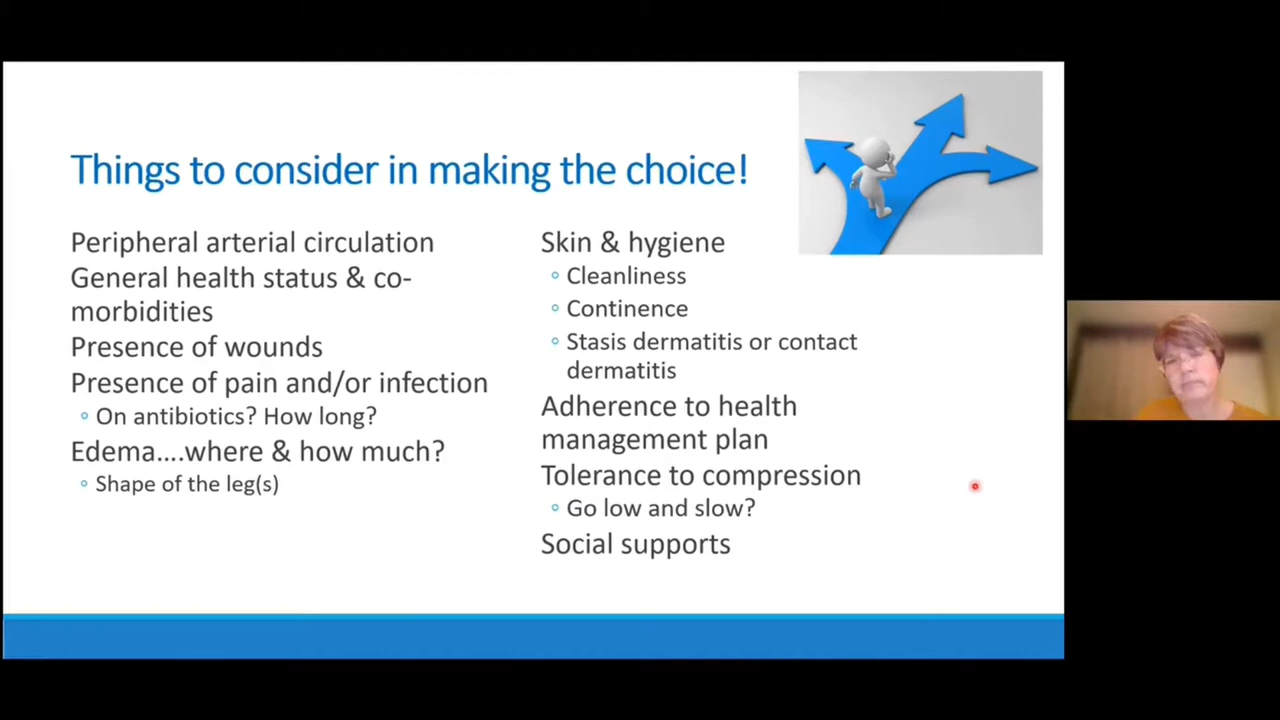 Things to consider in making the choice!
Peripheral arterial circulation
General health status & co-
morbidities
Presence of wounds
Presence of pain and/or infection
On antibiotics? How long?
Edema....where & how much?
Shape of the leg(s)
Skin & hygiene
Cleanliness
Continence
Stasis dermatitis or contact
dermatitis
Adherence to health
management plan
Tolerance to compression
Go low and slow?
Social supports